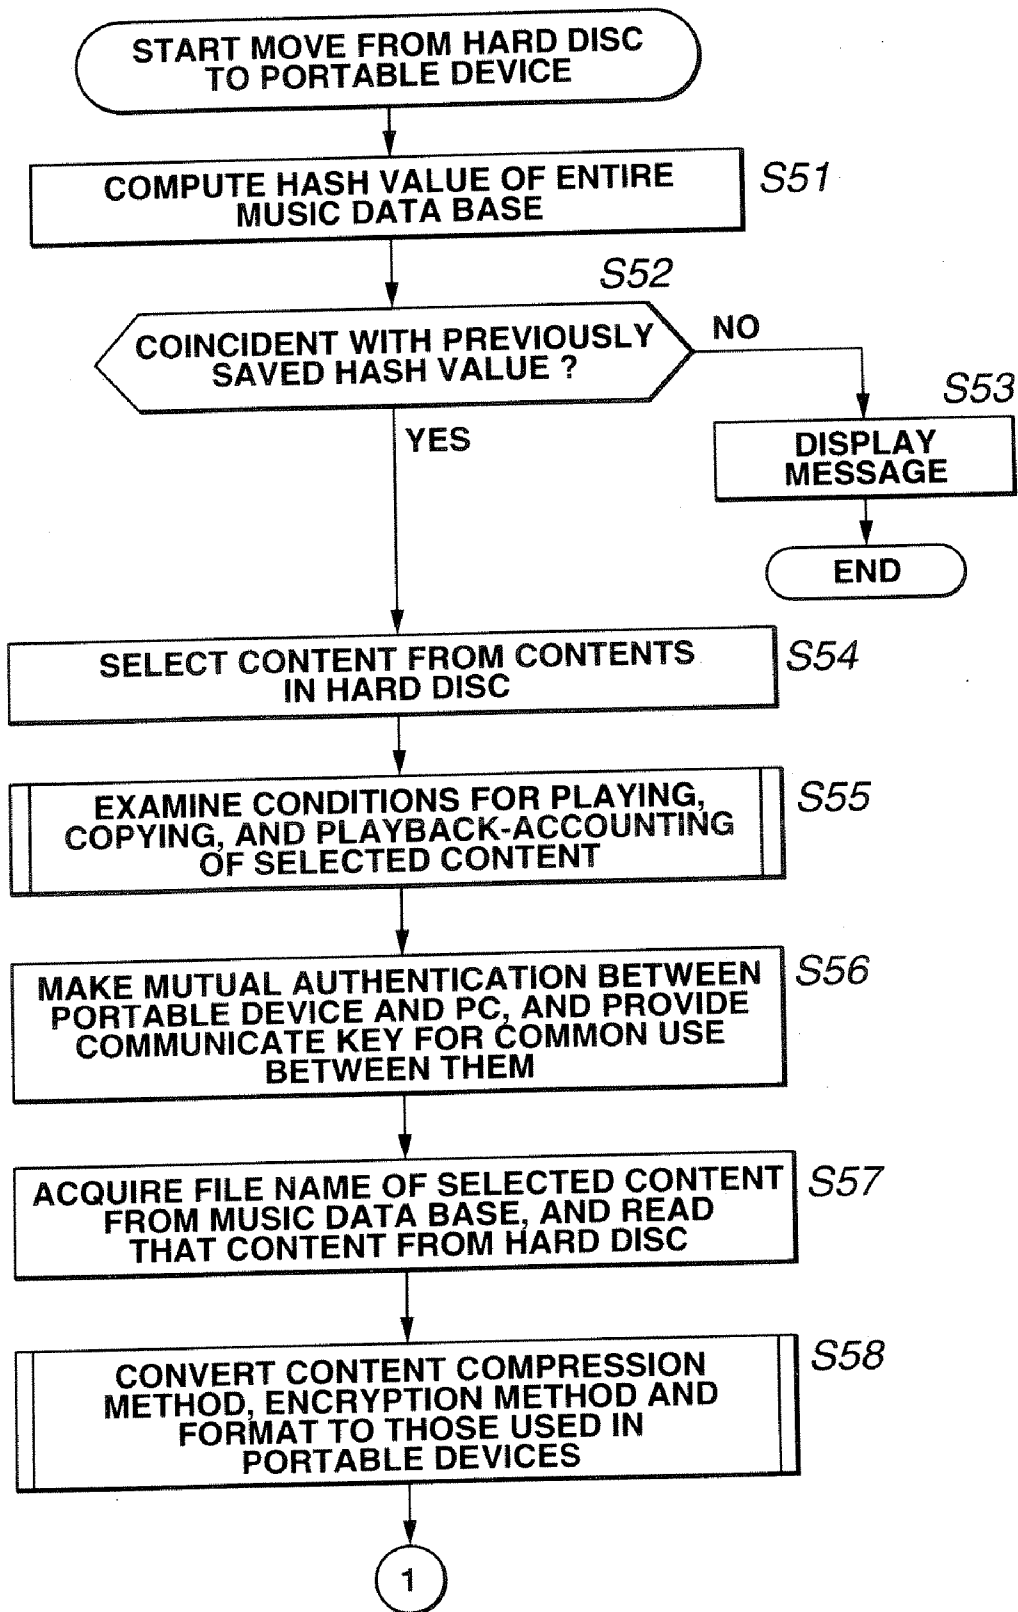 START MOVE FROM HARD DISC
TO PORTABLE DEVICE
COMPUTE HASH VALUE OF ENTIRE
MUSIC DATA BASE
S51
S52
COINCIDENT WITH PREVIOUSLY
SAVED HASH VALUE ?
NO
YES
S53
DISPLAY
MESSAGE
END
SELECT CONTENT FROM CONTENTS
IN HARD DISC
S54
EXAMINE CONDITIONS FOR PLAYING,
COPYING, AND PLAYBACK-ACCOUNTING
OF SELECTED CONTENT
S55
MAKE MUTUAL AUTHENTICATION BETWEEN
PORTABLE DEVICE AND PC, AND PROVIDE
COMMUNICATE KEY FOR COMMON USE
BETWEEN THEM
S56
ACQUIRE FILE NAME OF SELECTED CONTENT
FROM MUSIC DATA BASE, AND READ
THAT CONTENT FROM HARD DISC
S57
CONVERT CONTENT COMPRESSION
METHOD, ENCRYPTION METHOD AND
FORMAT TO THOSE USED IN
PORTABLE DEVICES
S58
1